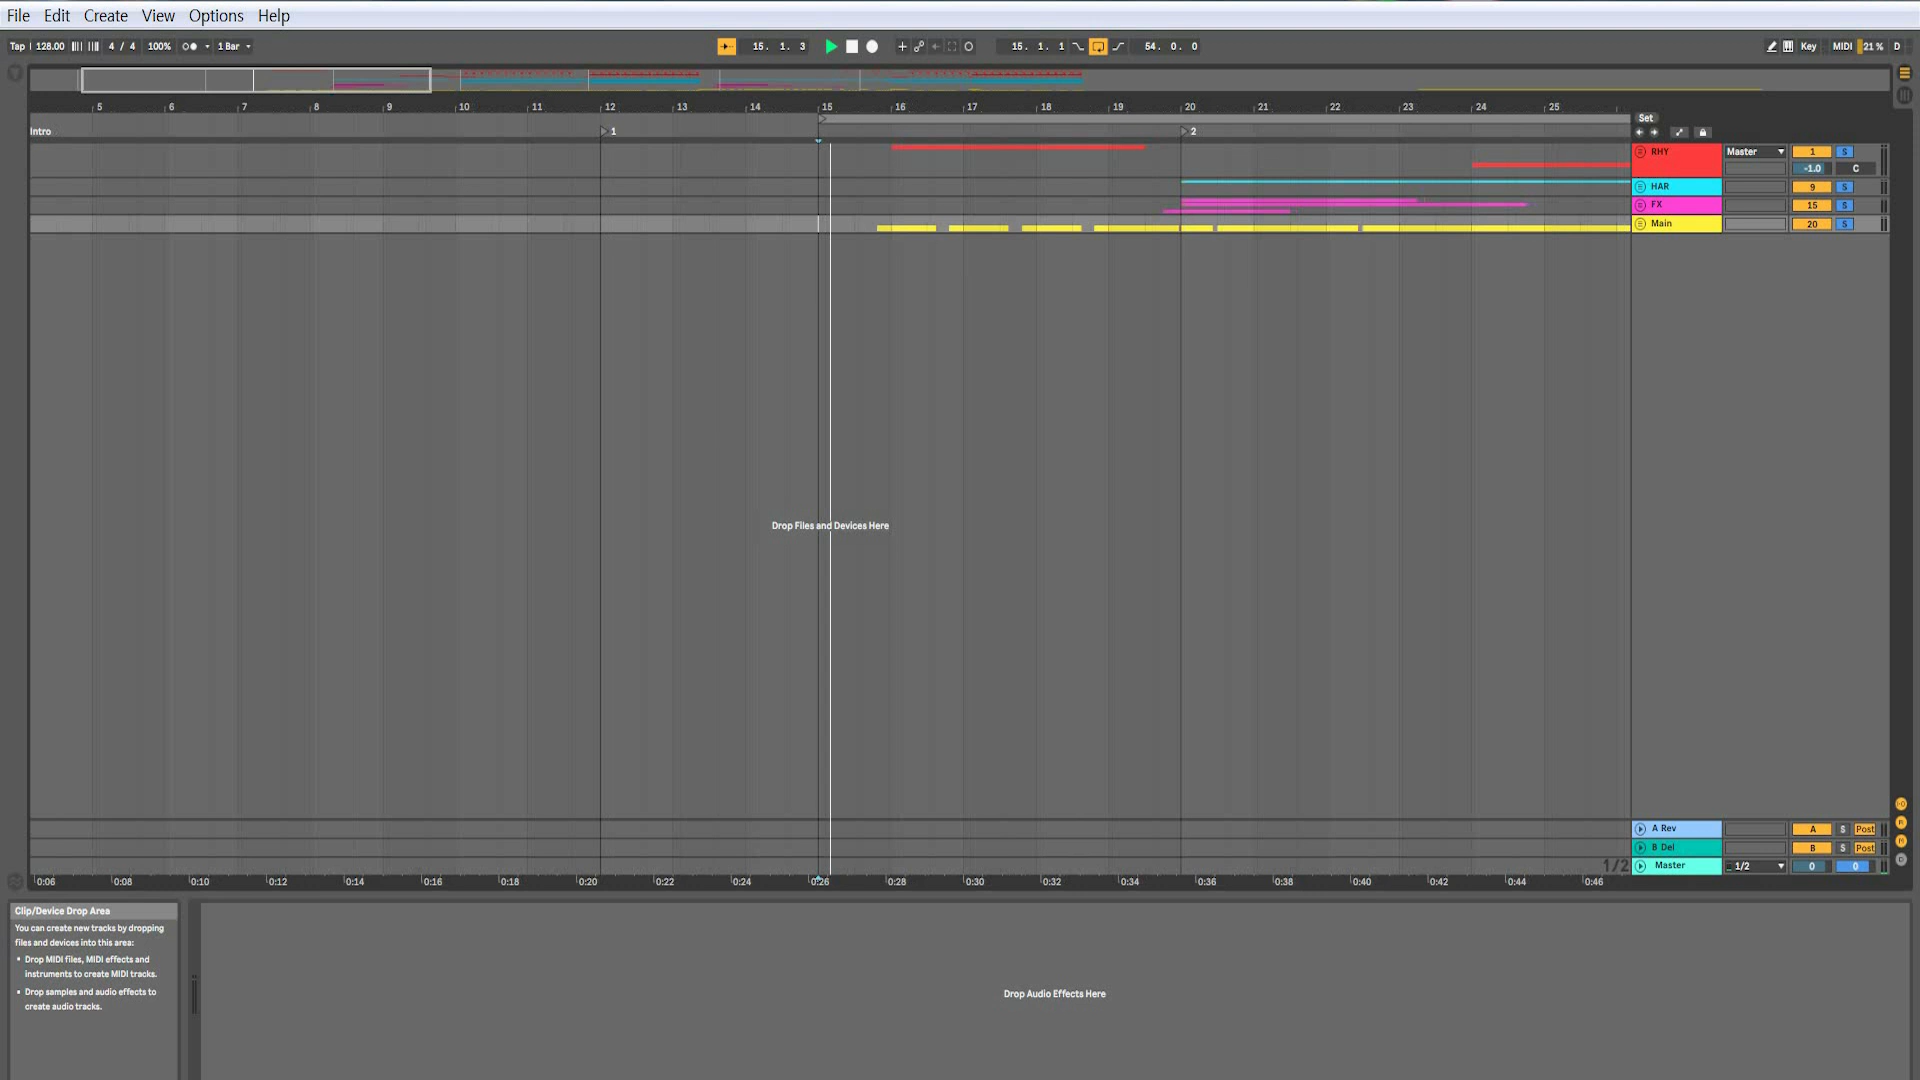 File Edit Create View Options Help
Tap 128.00 4 / 4 100% 1 Bar 15. 1. 3 15. 1. 1 54. 0. 0 Key MIDI 21 % D
5 6 7 8 9 10 11 12 13 14 15 16 17 18 19 20 21 22 23 24 25
Set
Intro 1 2
RHY Master 1 S
-1.0 C
HAR 9 S
FX 15 S
Main 20 S
Drop Files and Devices Here
A Rev A S Post
B Del B S Post
1/2 Master 1/2 0 0
0:06 0:08 0:10 0:12 0:14 0:16 0:18 0:20 0:22 0:24 0:26 0:28 0:30 0:32 0:34 0:36 0:38 0:40 0:42 0:44 0:46
Clip/Device Drop Area
You can create new tracks by dropping
files and devices into this area:
• Drop MIDI files, MIDI effects and
instruments to create MIDI tracks.
• Drop samples and audio effects to
create audio tracks.
Drop Audio Effects Here